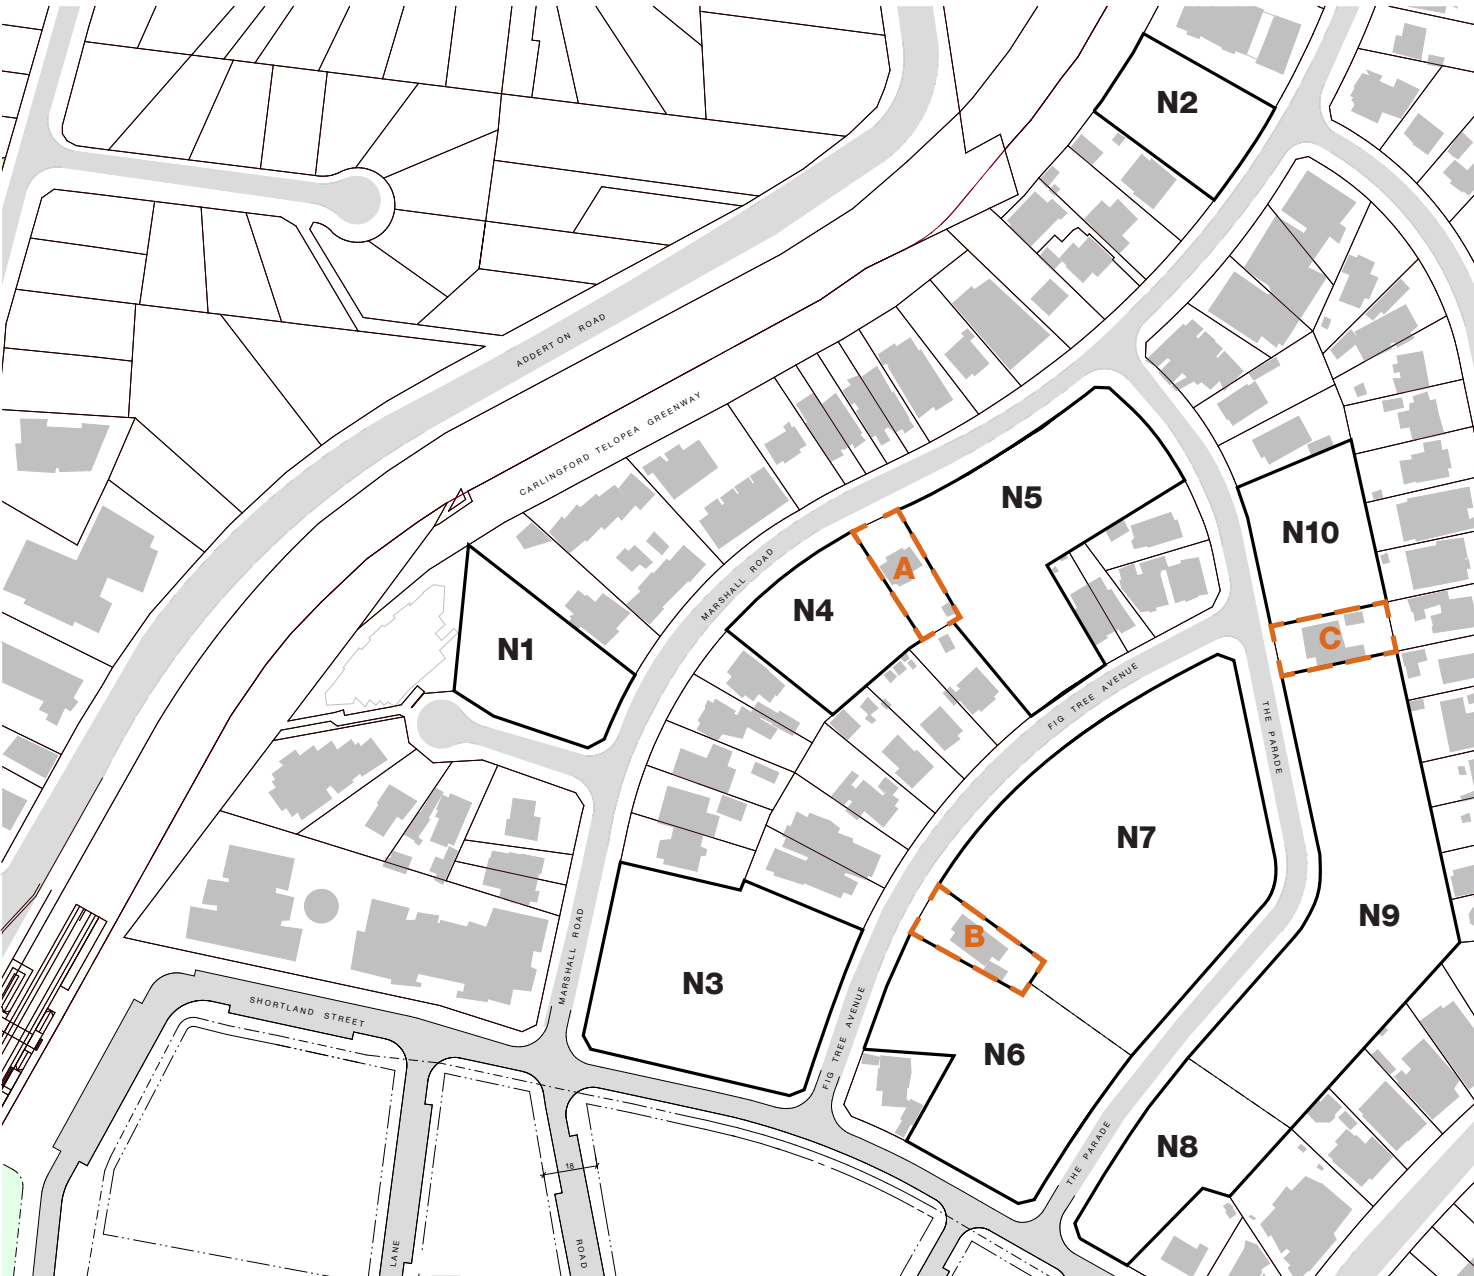 N2
ADDERTON ROAD
CARLINGFORD TELOPEA GREENWAY
N5
N10
MARSHALL ROAD
A
N4
C
N1
FIG TREE AVENUE
THE PARADE
N7
N9
B
MARSHALL ROAD
N3
SHORTLAND STREET
FIG TREE AVENUE
N6
N8
THE PARADE
18
LANE
ROAD